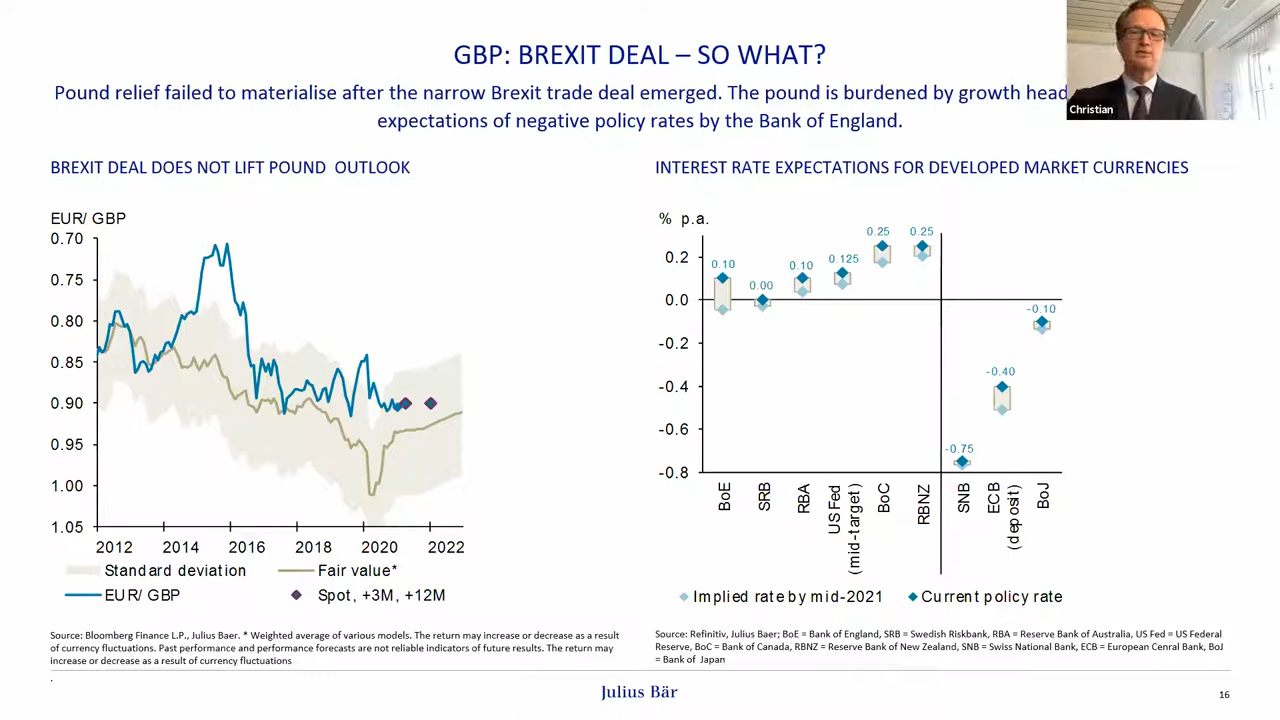 GBP: BREXIT DEAL – SO WHAT?
Pound relief failed to materialise after the narrow Brexit trade deal emerged. The pound is burdened by growth head
expectations of negative policy rates by the Bank of England.
Christian
BREXIT DEAL DOES NOT LIFT POUND OUTLOOK
EUR/ GBP
0.70
0.75
0.80
0.85
0.90
0.95
1.00
1.05
2012 2014 2016 2018 2020 2022
Standard deviation Fair value*
EUR/ GBP Spot, +3M, +12M
Source: Bloomberg Finance L.P., Julius Baer. * Weighted average of various models. The return may increase or decrease as a result
of currency fluctuations. Past performance and performance forecasts are not reliable indicators of future results. The return may
increase or decrease as a result of currency fluctuations
.
INTEREST RATE EXPECTATIONS FOR DEVELOPED MARKET CURRENCIES
% p.a.
0.2
0.0
-0.2
-0.4
-0.6
-0.8
0.10
0.00
0.10
0.125
0.25
0.25
-0.75
-0.40
-0.10
BoE
SRB
RBA
US Fed
(mid-target)
BoC
RBNZ
SNB
ECB
(deposit)
BoJ
Implied rate by mid-2021 Current policy rate
Source: Refinitiv, Julius Baer; BoE = Bank of England, SRB = Swedish Riskbank, RBA = Reserve Bank of Australia, US Fed = US Federal
Reserve, BoC = Bank of Canada, RBNZ = Reserve Bank of New Zealand, SNB = Swiss National Bank, ECB = European Cenral Bank, BoJ
= Bank of Japan
Julius Bär
16